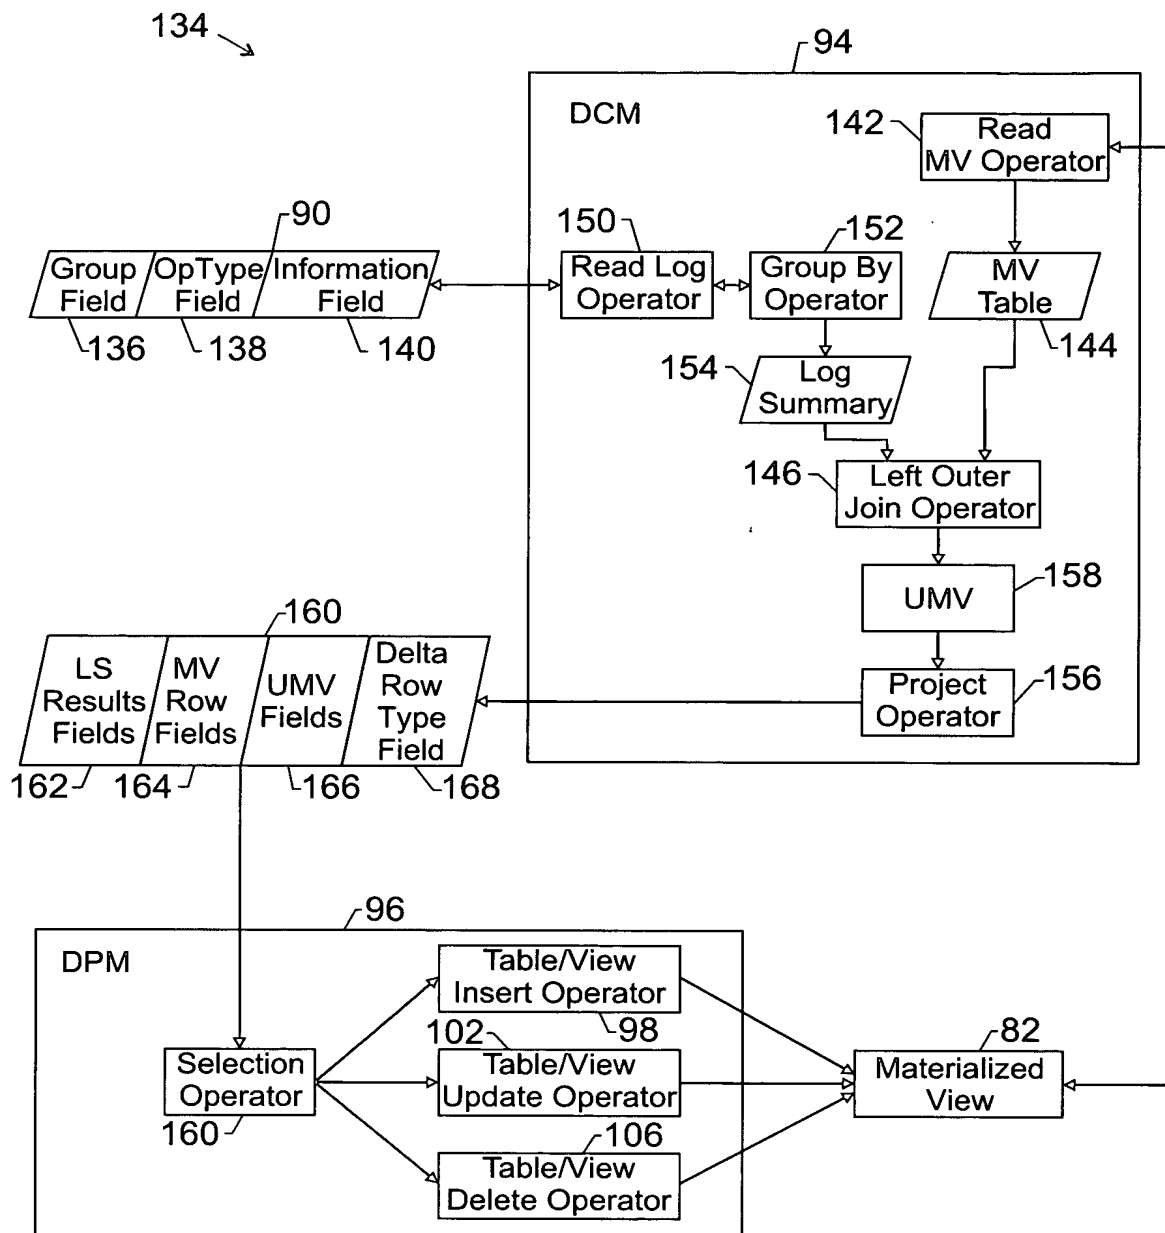 134
94
DCM
142
Read
MV Operator
90
150
152
Group
Field
OpType
Field
Information
Field
Read Log
Operator
Group By
Operator
MV
Table
136
138
140
144
154
Log
Summary
146
Left Outer
Join Operator
158
UMV
160
LS
Results
Fields
MV
Row
Fields
UMV
Fields
Delta
Row
Type
Field
Project
Operator
156
162
164
166
168
96
DPM
Table/View
Insert Operator
98
102
82
Selection
Operator
Table/View
Update Operator
Materialized
View
160
106
Table/View
Delete Operator